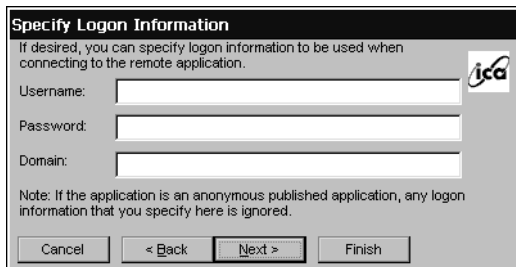 Specify Logon Information
If desired, you can specify logon information to be used when
connecting to the remote application.
ica
Username:
Password:
Domain:
Note: If the application is an anonymous published application, any logon
information that you specify here is ignored.
Cancel
< Back
Next >
Finish